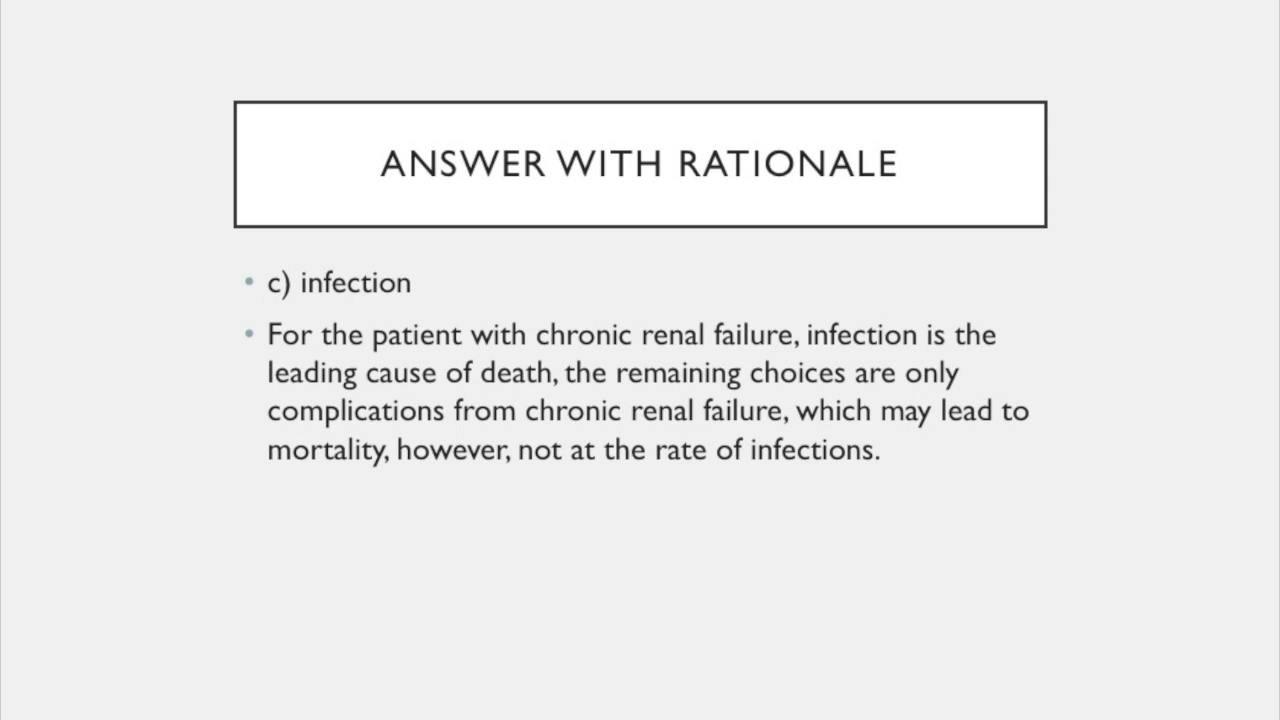 ANSWER WITH RATIONALE
• c) infection
• For the patient with chronic renal failure, infection is the
leading cause of death, the remaining choices are only
complications from chronic renal failure, which may lead to
mortality, however, not at the rate of infections.